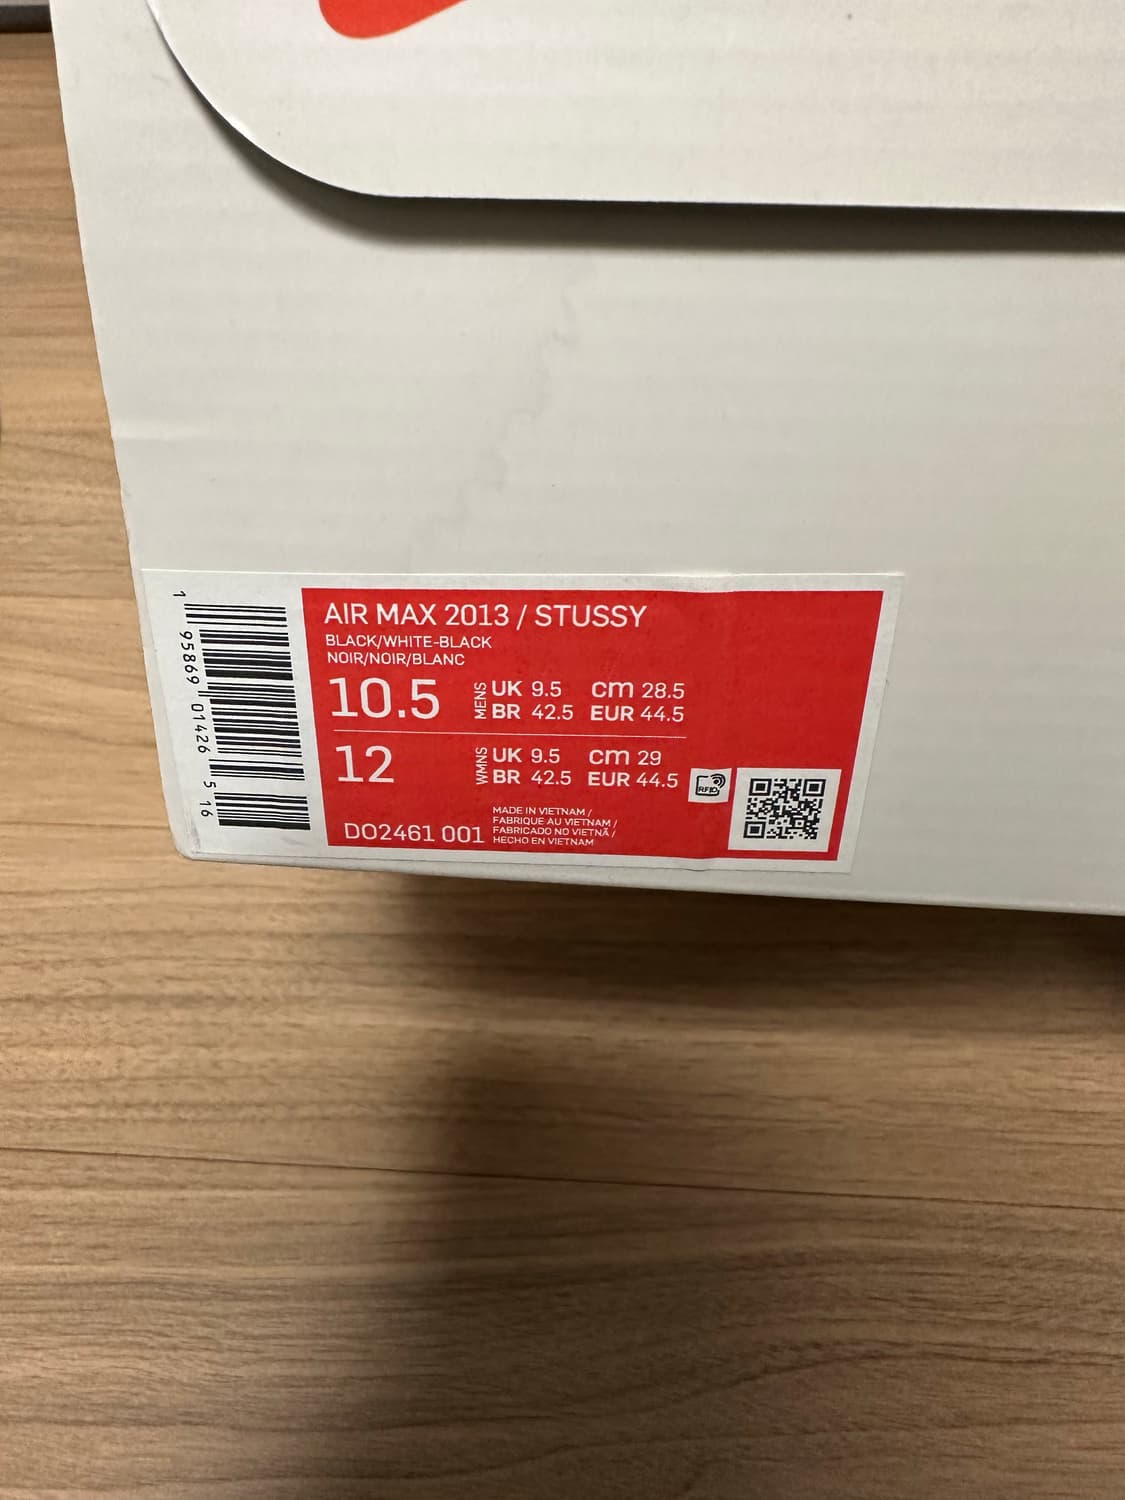 AIR MAX 2013 / STUSSY
BLACK/WHITE-BLACK
NOIR/NOIR/BLANC
10.5 MENS UK 9.5 cm 28.5
BR 42.5 EUR 44.5
12 WMNS UK 9.5 cm 29
BR 42.5 EUR 44.5
RFID
DO2461 001
MADE IN VIETNAM /
FABRIQUE AU VIETNAM /
FABRICADO NO VIETNÃ /
HECHO EN VIETNAM
1 95869 01426 5 16